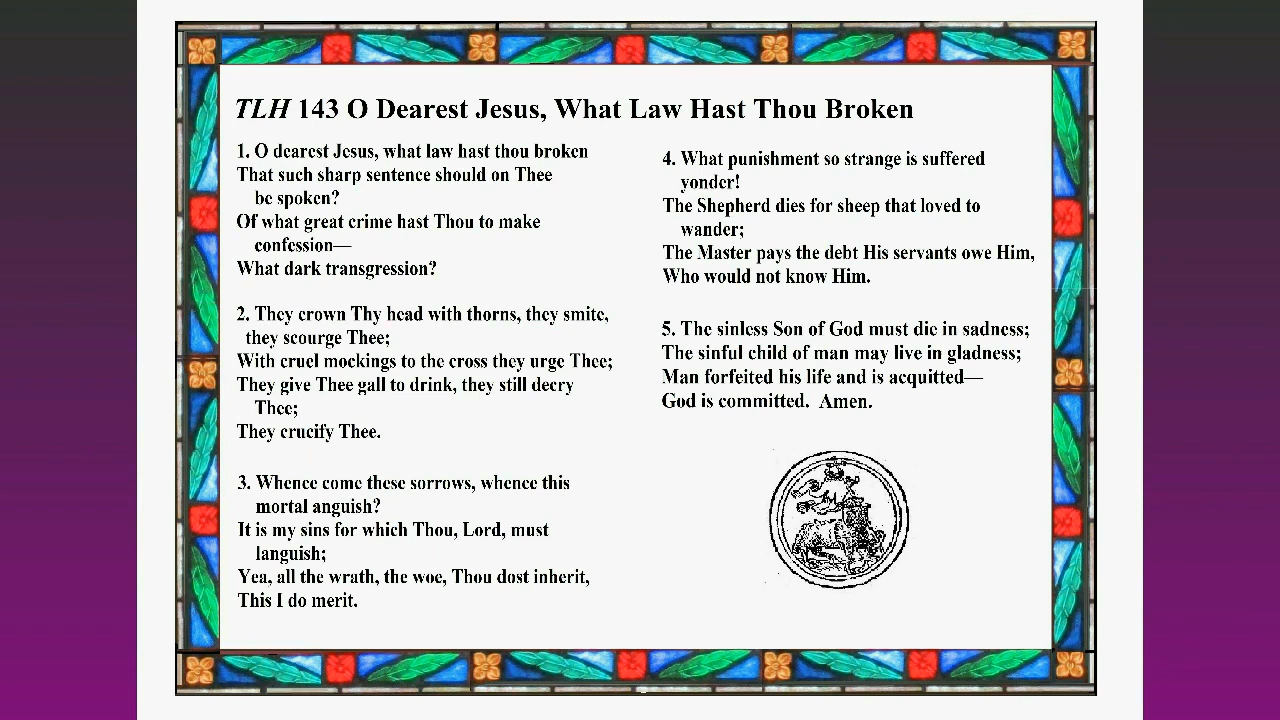 TLH 143 O Dearest Jesus, What Law Hast Thou Broken
1. O dearest Jesus, what law hast thou broken
That such sharp sentence should on Thee
be spoken?
Of what great crime hast Thou to make
confession—
What dark transgression?
2. They crown Thy head with thorns, they smite,
they scourge Thee;
With cruel mockings to the cross they urge Thee;
They give Thee gall to drink, they still decry
Thee;
They crucify Thee.
3. Whence come these sorrows, whence this
mortal anguish?
It is my sins for which Thou, Lord, must
languish;
Yea, all the wrath, the woe, Thou dost inherit,
This I do merit.
4. What punishment so strange is suffered
yonder!
The Shepherd dies for sheep that loved to
wander;
The Master pays the debt His servants owe Him,
Who would not know Him.
5. The sinless Son of God must die in sadness;
The sinful child of man may live in gladness;
Man forfeited his life and is acquitted—
God is committed.  Amen.